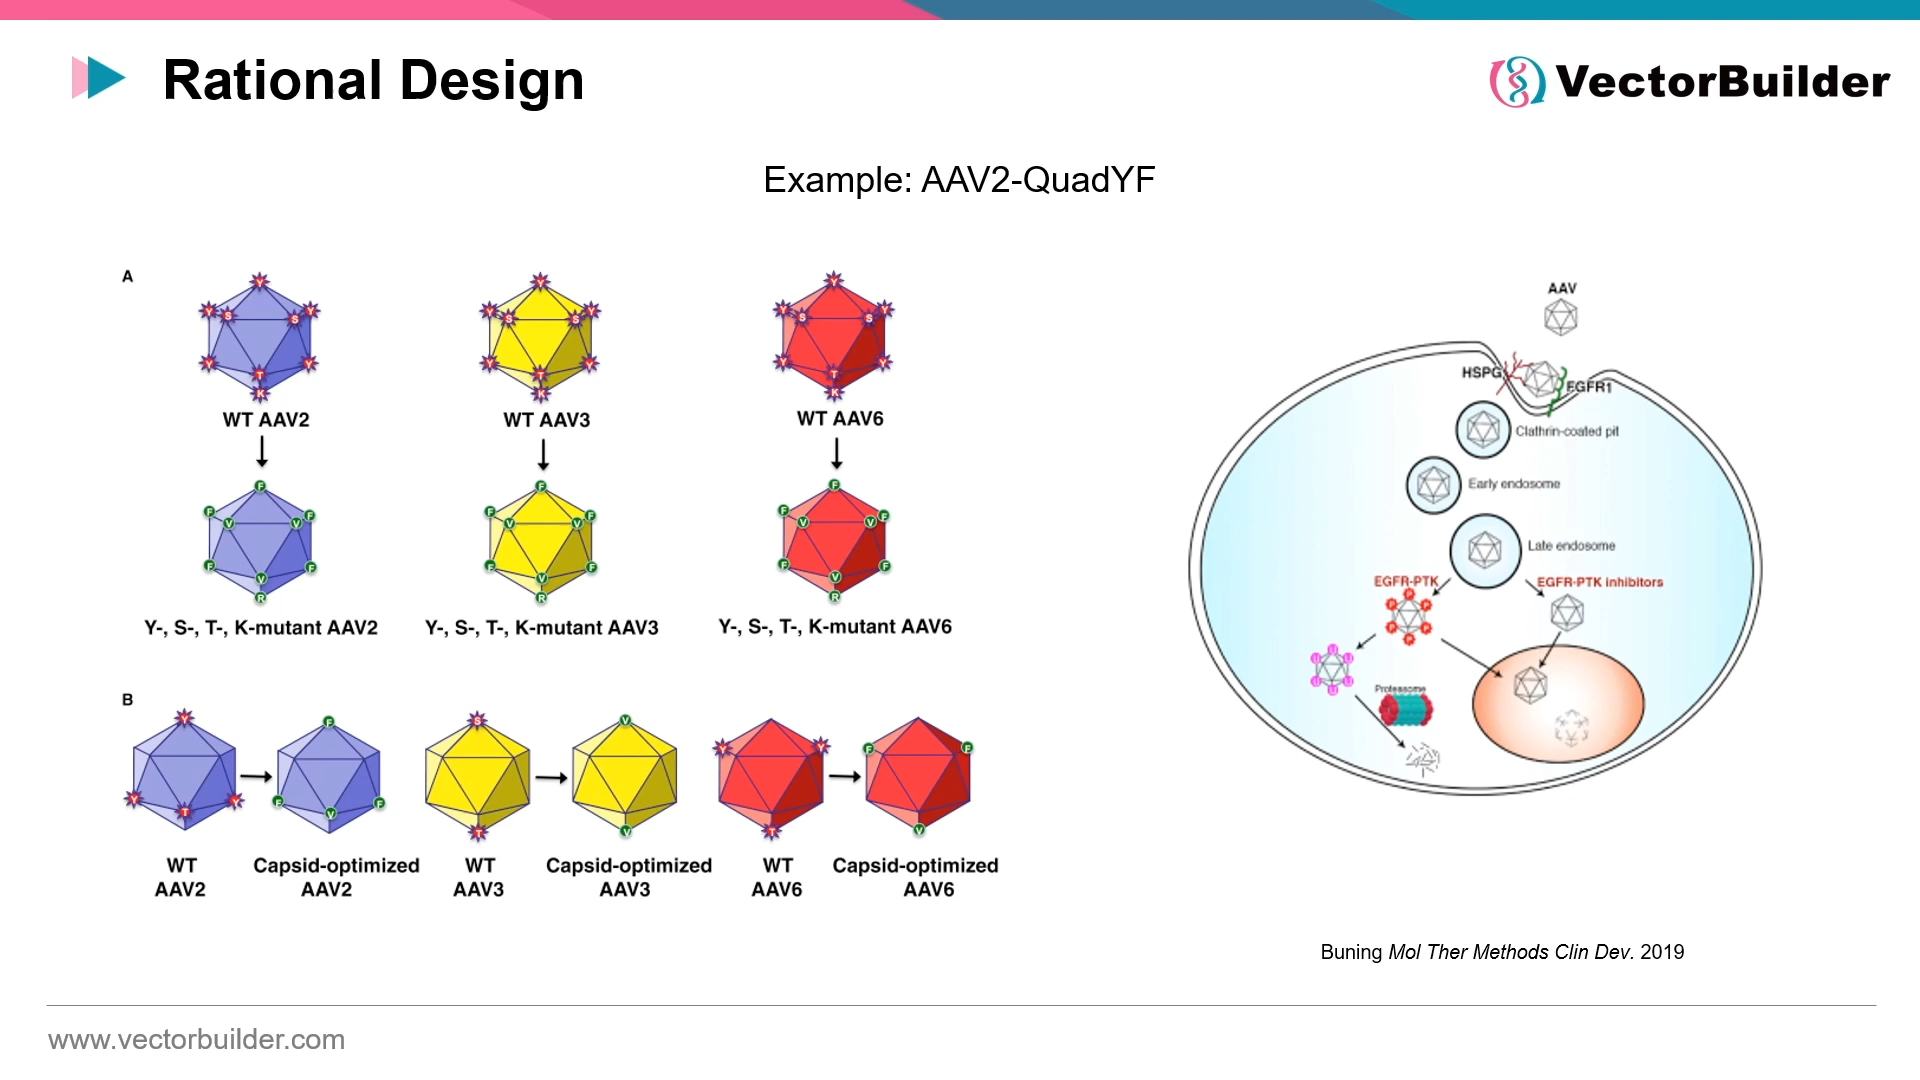 Rational Design
VectorBuilder
Example: AAV2-QuadYF
A
Y
Y S S Y
Y Y
T
K
WT AAV2
Y
Y S S Y
Y Y
T
K
WT AAV3
Y
Y S S Y
Y Y
T
K
WT AAV6
F
F V V F
F F
V
R
Y-, S-, T-, K-mutant AAV2
F
F V V F
F F
V
R
Y-, S-, T-, K-mutant AAV3
F
F V V F
F F
V
R
Y-, S-, T-, K-mutant AAV6
B
Y
Y Y
T
WT
AAV2
F
F F
V
Capsid-optimized
AAV2
S
T
WT
AAV3
V
V
Capsid-optimized
AAV3
Y Y
T
WT
AAV6
F F
V
Capsid-optimized
AAV6
AAV
HSPG
EGFR1
Clathrin-coated pit
Early endosome
Late endosome
EGFR-PTK
EGFR-PTK inhibitors
P
P P
P P
P
U
U U
U U
U
Proteasome
Buning Mol Ther Methods Clin Dev. 2019
www.vectorbuilder.com